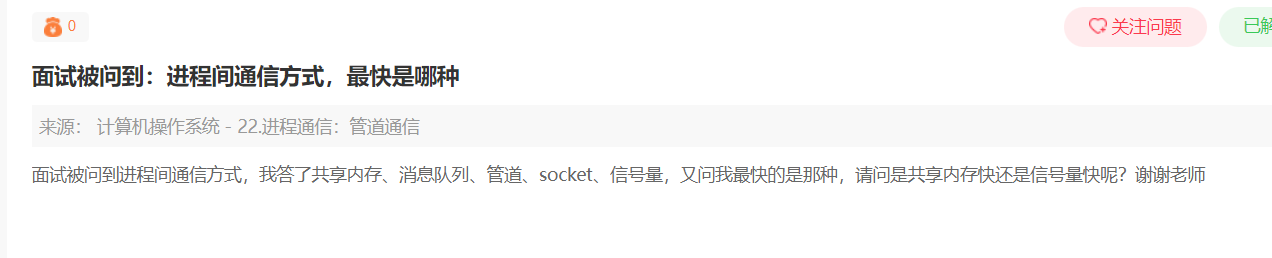 0
关注问题
已解
面试被问到：进程间通信方式，最快是哪种
来源： 计算机操作系统 - 22.进程通信：管道通信
面试被问到进程间通信方式，我答了共享内存、消息队列、管道、socket、信号量，又问我最快的是那种，请问是共享内存快还是信号量快呢？谢谢老师